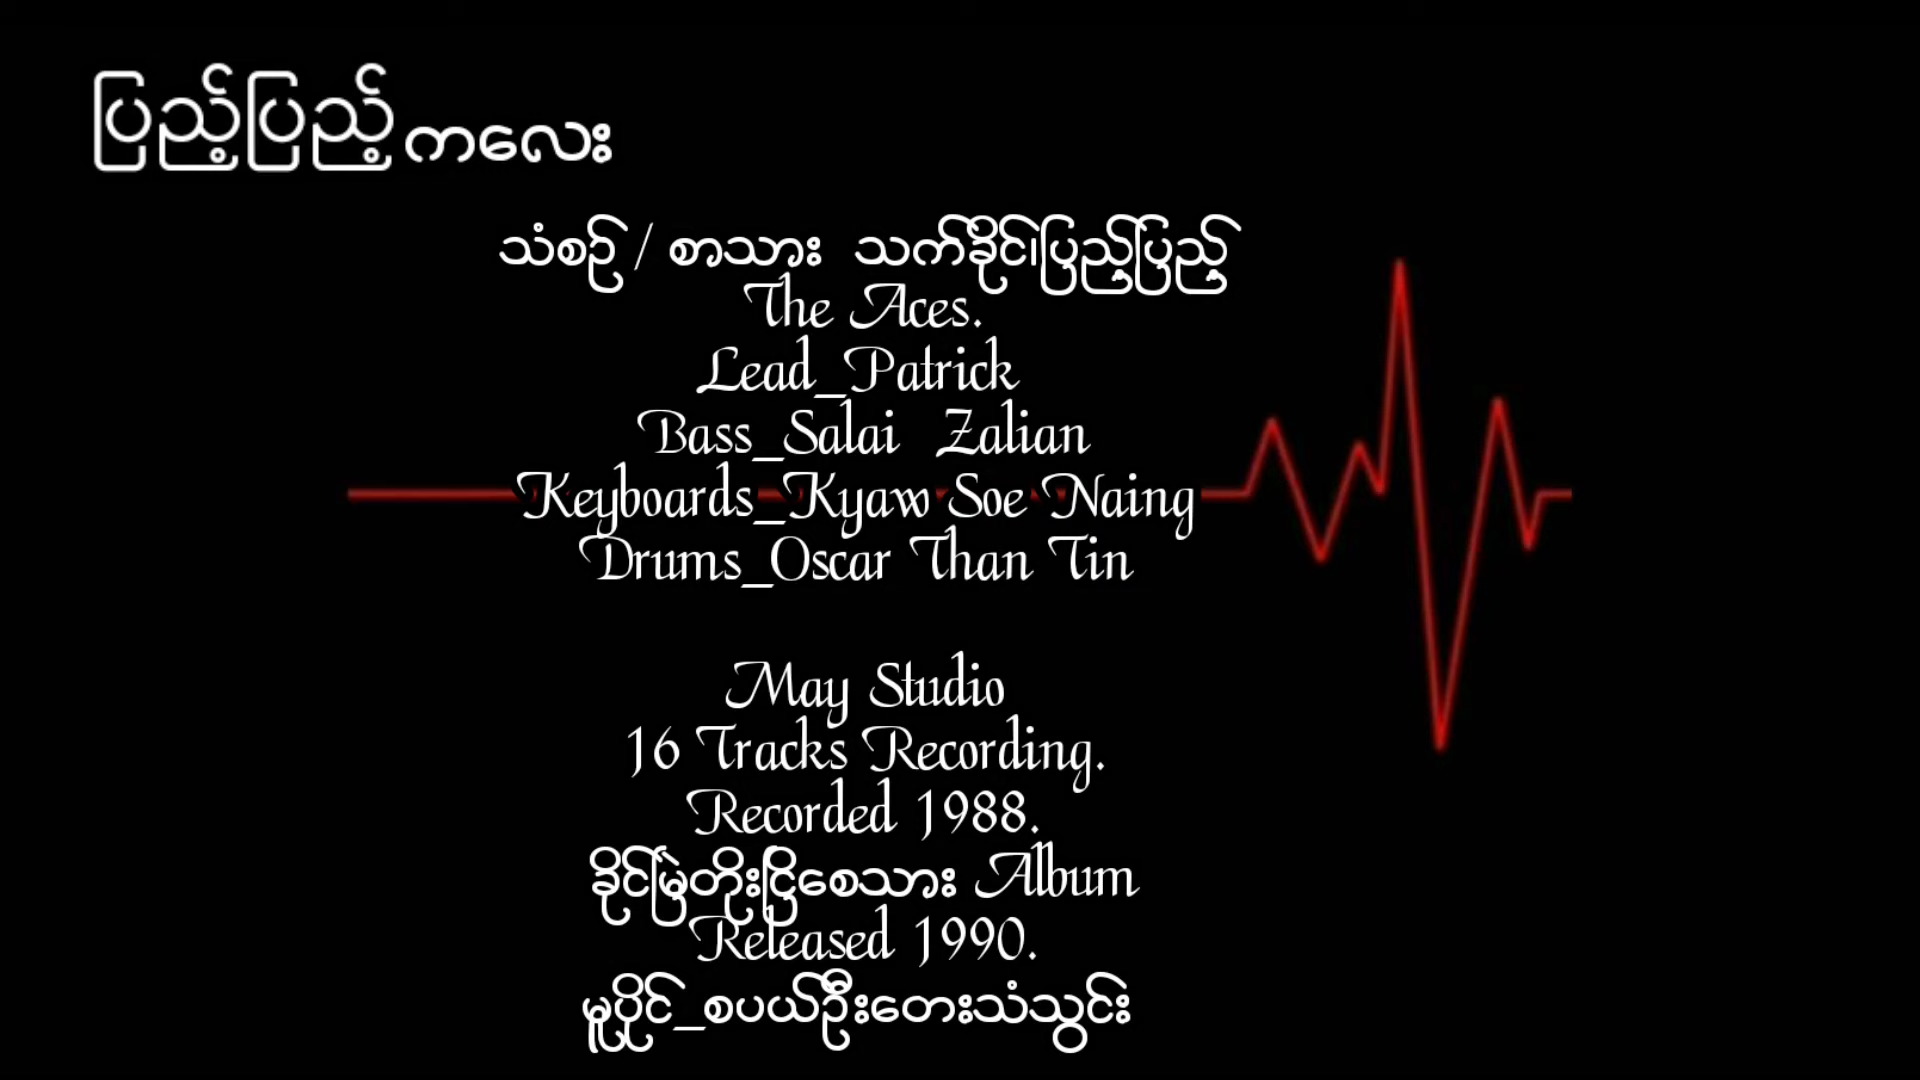 ပြည့်ပြည့်ကလေး
သံစဉ် / စာသား သက်ခိုင်၊ပြည့်ပြည့်
The Aces.
Lead_Patrick
Bass_Salai Zalian
Keyboards_Kyaw Soe Naing
Drums_Oscar Than Tin
May Studio
16 Tracks Recording.
Recorded 1988.
ခိုင်မြဲတိုးငြိစေသား Album
Released 1990.
မူပိုင်_စပယ်ဦးတေးသံသွင်း